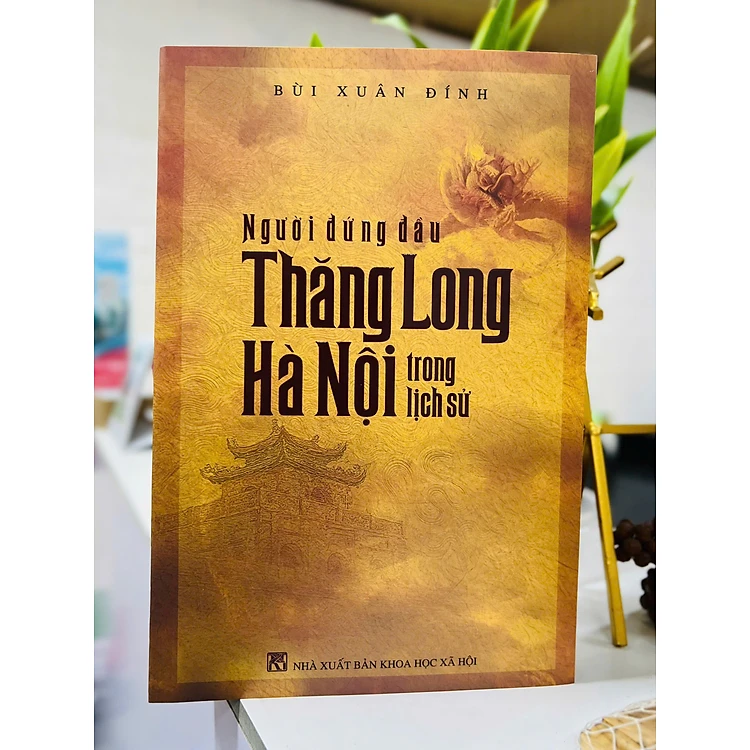 BÙI XUÂN ĐÍNH
Người đứng đầu
Thăng Long
Hà Nội trong
lịch sử
NHÀ XUẤT BẢN KHOA HỌC XÃ HỘI